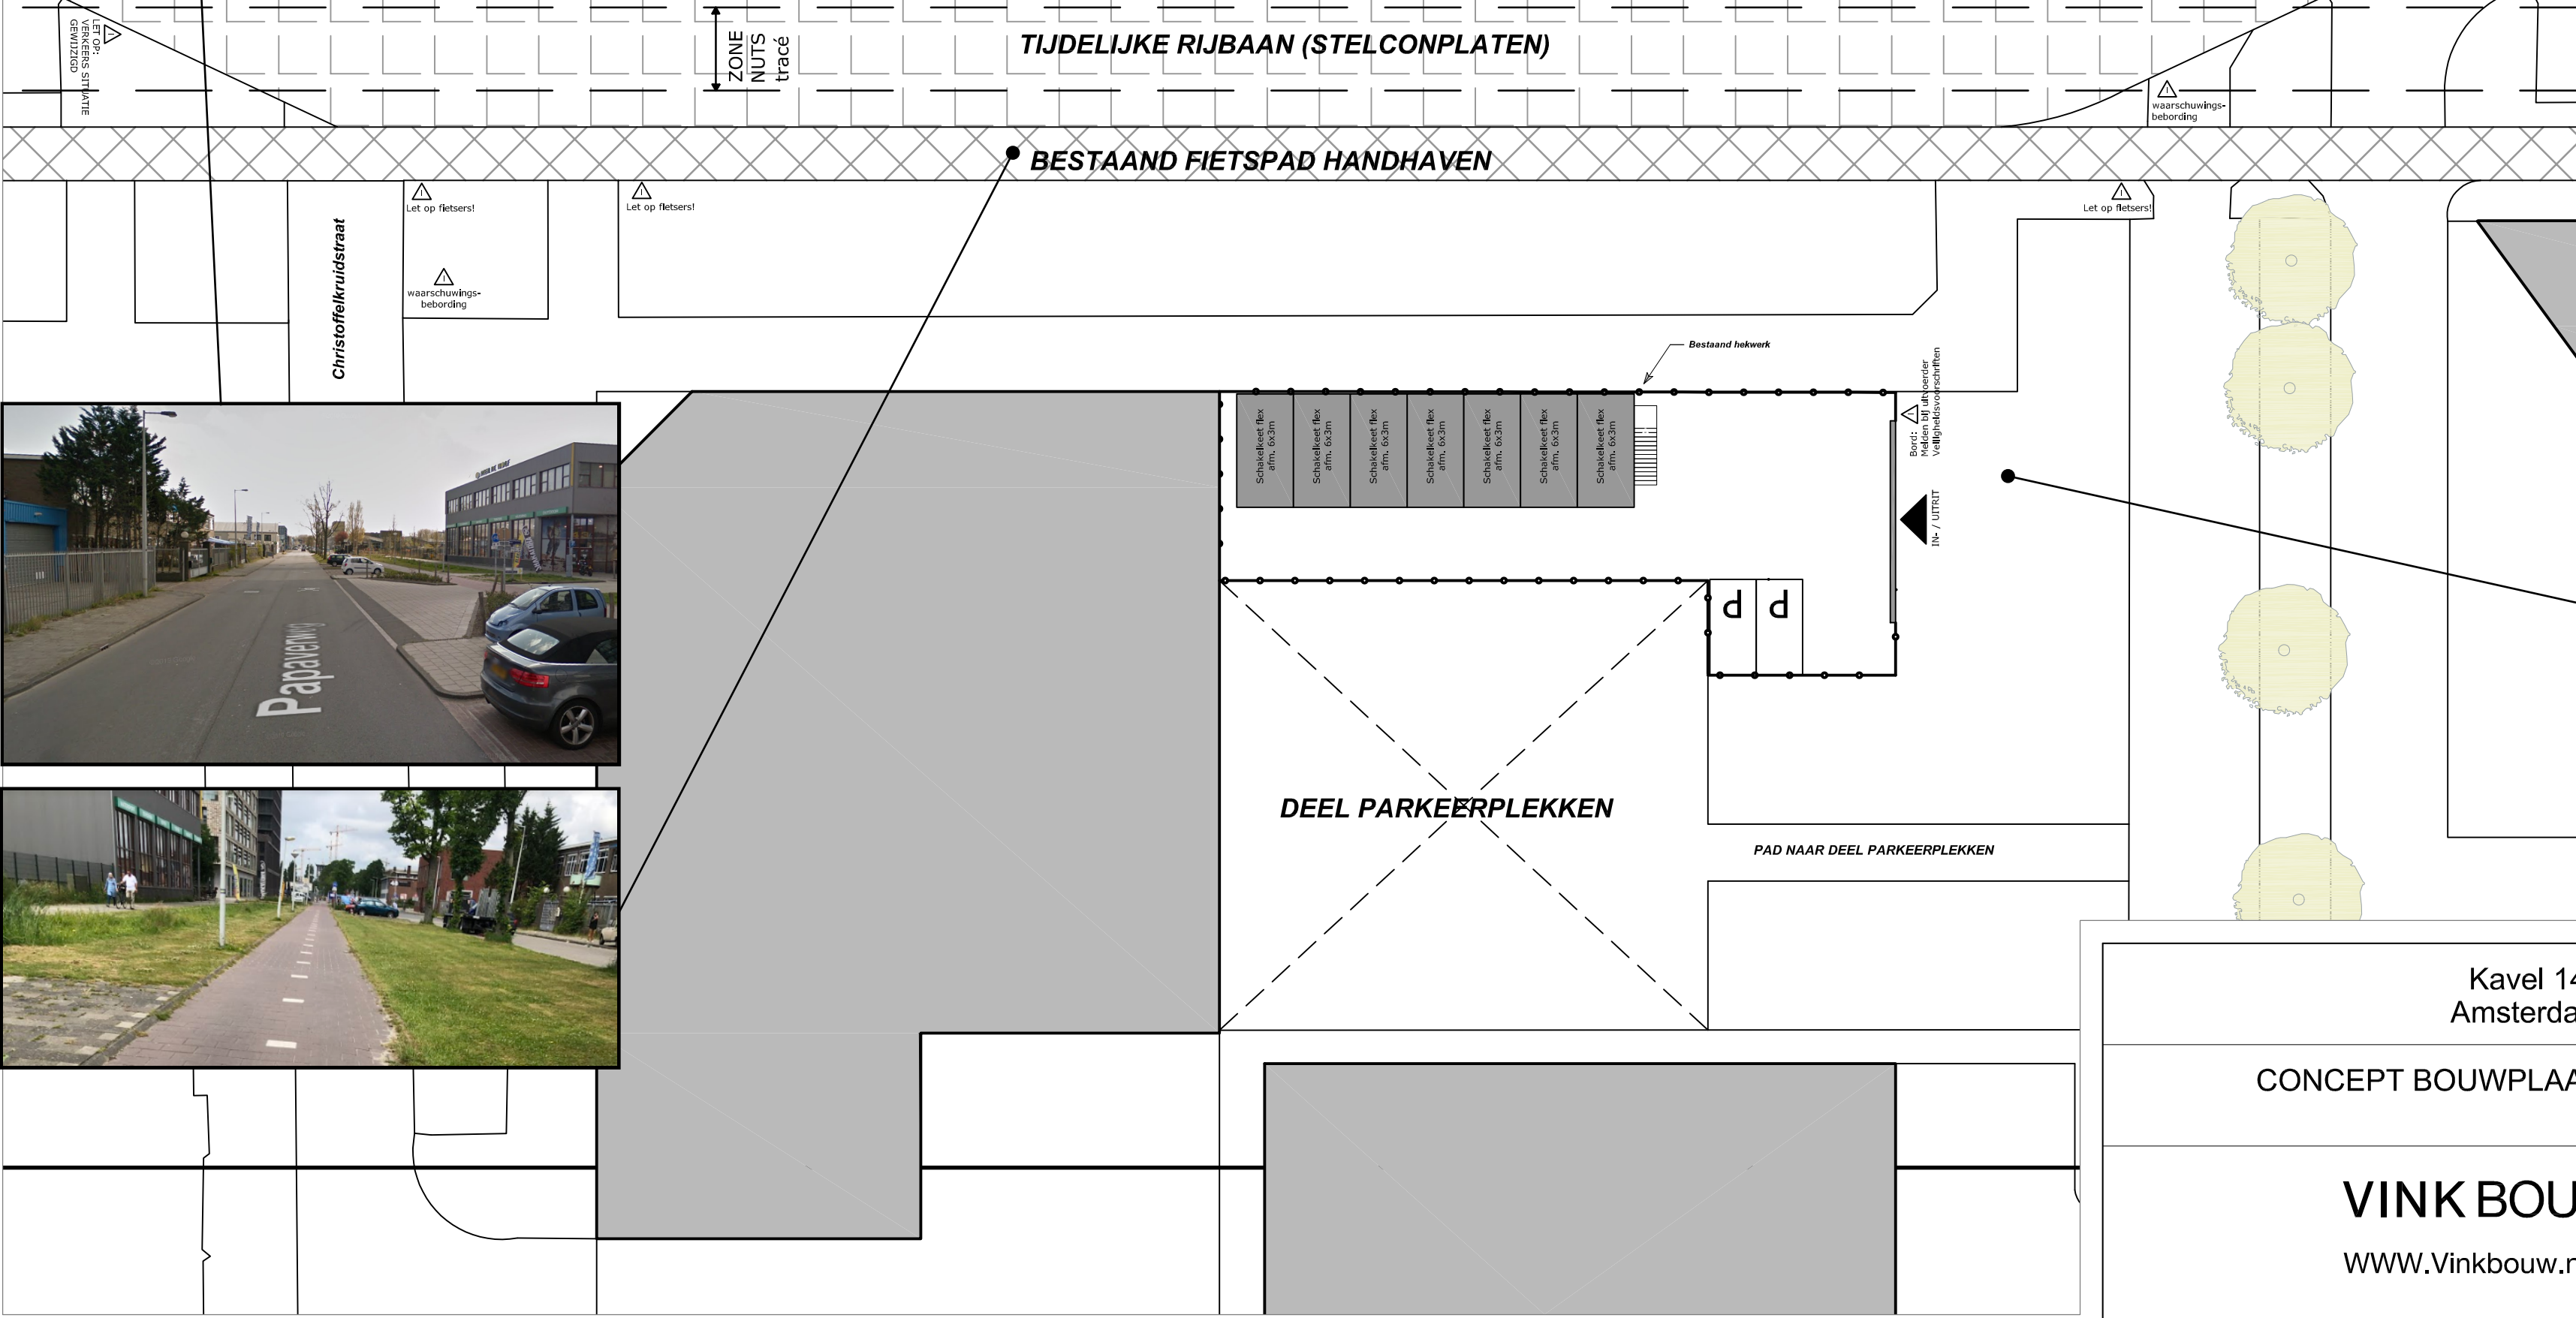 LET OP:
VERKEERS SITUATIE
GEWIJZIGD
ZONE
NUTS
tracé
TIJDELIJKE RIJBAAN (STELCONPLATEN)
waarschuwings-
bebording
BESTAAND FIETSPAD HANDHAVEN
Let op fietsers!
Let op fietsers!
Let op fietsers!
Christoffelkruidstraat
waarschuwings-
bebording
Bestaand hekwerk
Schakelkeet flex
afm. 6x3m
Schakelkeet flex
afm. 6x3m
Schakelkeet flex
afm. 6x3m
Schakelkeet flex
afm. 6x3m
Schakelkeet flex
afm. 6x3m
Schakelkeet flex
afm. 6x3m
Schakelkeet flex
afm. 6x3m
Bord:
Melden bij uitvoerder
Veiligheidsvoorschriften
IN- / UITRIT
P
P
Papaverweg
DEEL PARKEERPLEKKEN
PAD NAAR DEEL PARKEERPLEKKEN
Kavel 14
Amsterda
CONCEPT BOUWPLAA
VINK BOU
WWW.Vinkbouw.n